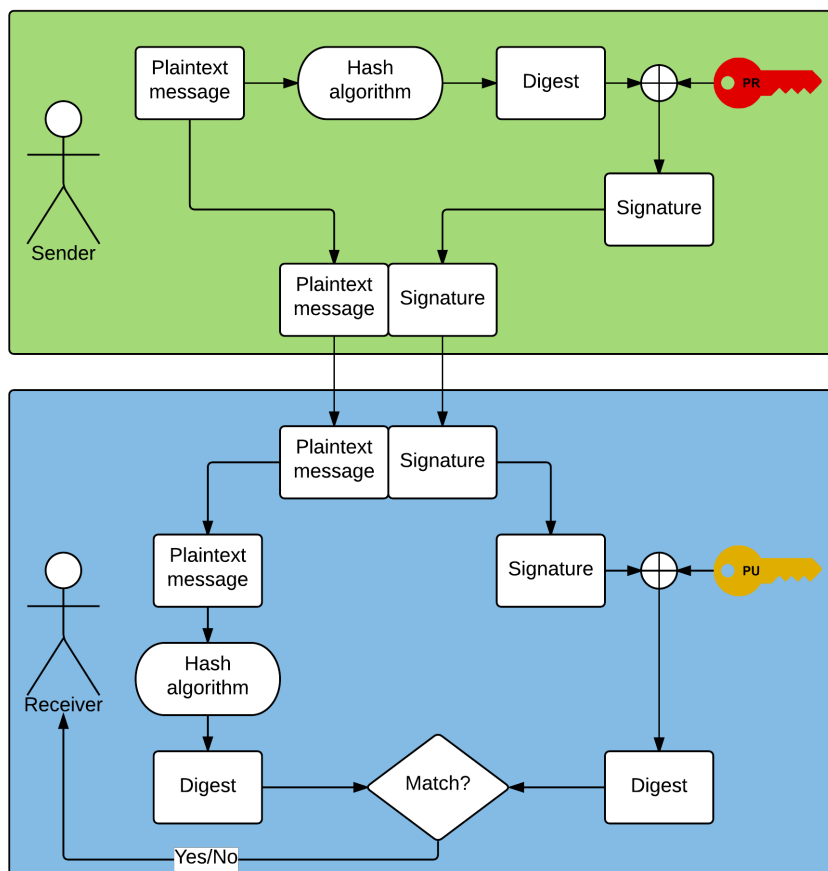 Plaintext
message
Hash
algorithm
Digest
PR
Signature
Sender
Plaintext
message
Signature
Plaintext
message
Signature
Plaintext
message
Signature
PU
Hash
algorithm
Receiver
Digest
Match?
Digest
Yes/No